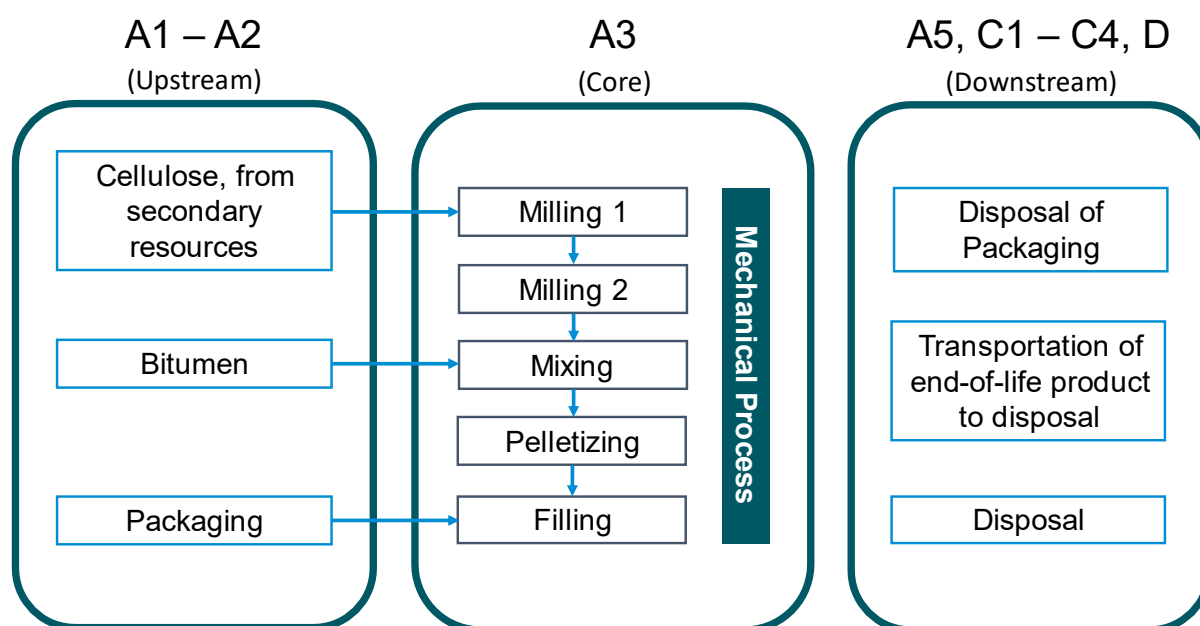 A1 – A2
(Upstream)
Cellulose, from
secondary
resources
Bitumen
Packaging
A3
(Core)
Milling 1
Milling 2
Mixing
Pelletizing
Filling
Mechanical Process
A5, C1 – C4, D
(Downstream)
Disposal of
Packaging
Transportation of
end-of-life product
to disposal
Disposal